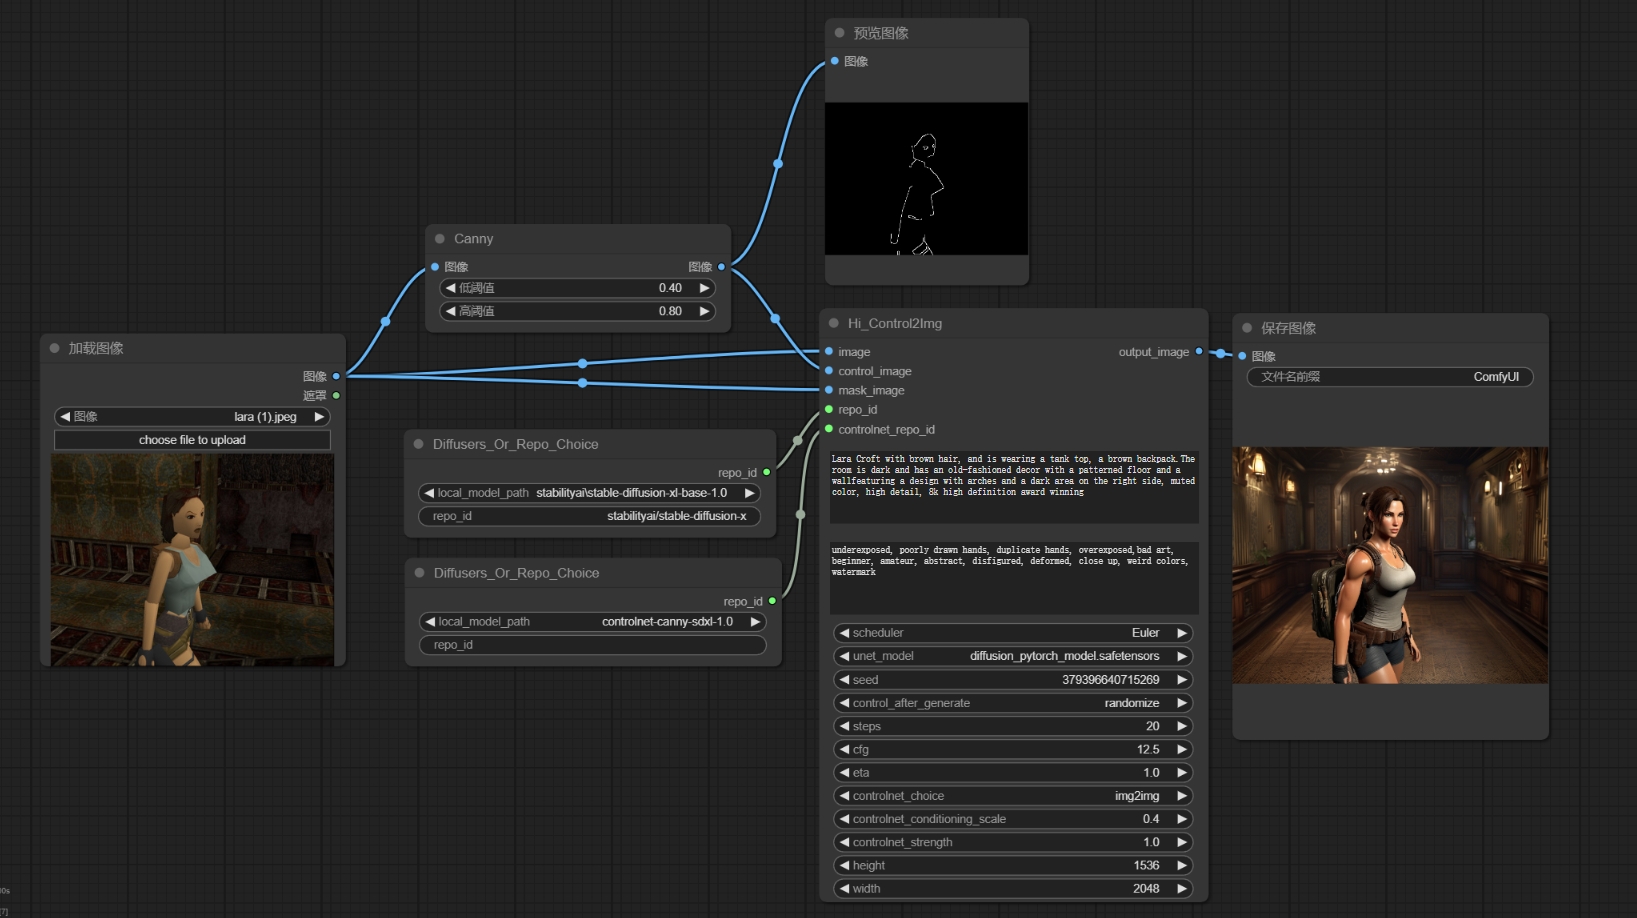 预览图像
图像
Canny
图像
图像
低阈值 0.40
高阈值 0.80
加载图像
图像
遮罩
图像 lara (1).jpeg
choose file to upload
Diffusers_Or_Repo_Choice
repo_id
local_model_path stabilityai\stable-diffusion-xl-base-1.0
repo_id stabilityai/stable-diffusion-x
Diffusers_Or_Repo_Choice
repo_id
local_model_path controlnet-canny-sdxl-1.0
repo_id
Hi_Control2Img
image output_image
control_image
mask_image
repo_id
controlnet_repo_id
Lara Croft with brown hair, and is wearing a tank top, a brown backpack.The
room is dark and has an old-fashioned decor with a patterned floor and a
wallfeaturing a design with arches and a dark area on the right side, muted
color, high detail, 8k high definition award winning
underexposed, poorly drawn hands, duplicate hands, overexposed,bad art,
beginner, amateur, abstract, disfigured, deformed, close up, weird colors,
watermark
scheduler Euler
unet_model diffusion_pytorch_model.safetensors
seed 379396640715269
control_after_generate randomize
steps 20
cfg 12.5
eta 1.0
controlnet_choice img2img
controlnet_conditioning_scale 0.4
controlnet_strength 1.0
height 1536
width 2048
保存图像
图像
文件名前缀 ComfyUI